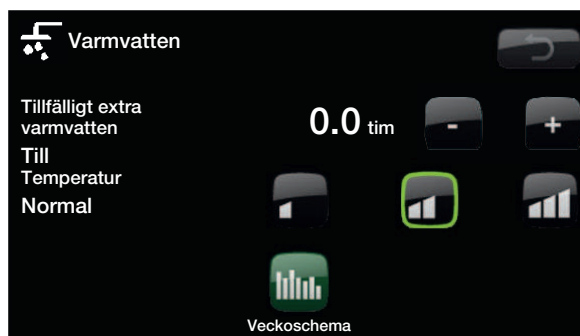 Varmvatten
Tillfälligt extra
varmvatten
0.0 tim
-
+
Till
Temperatur
Normal
Veckoschema